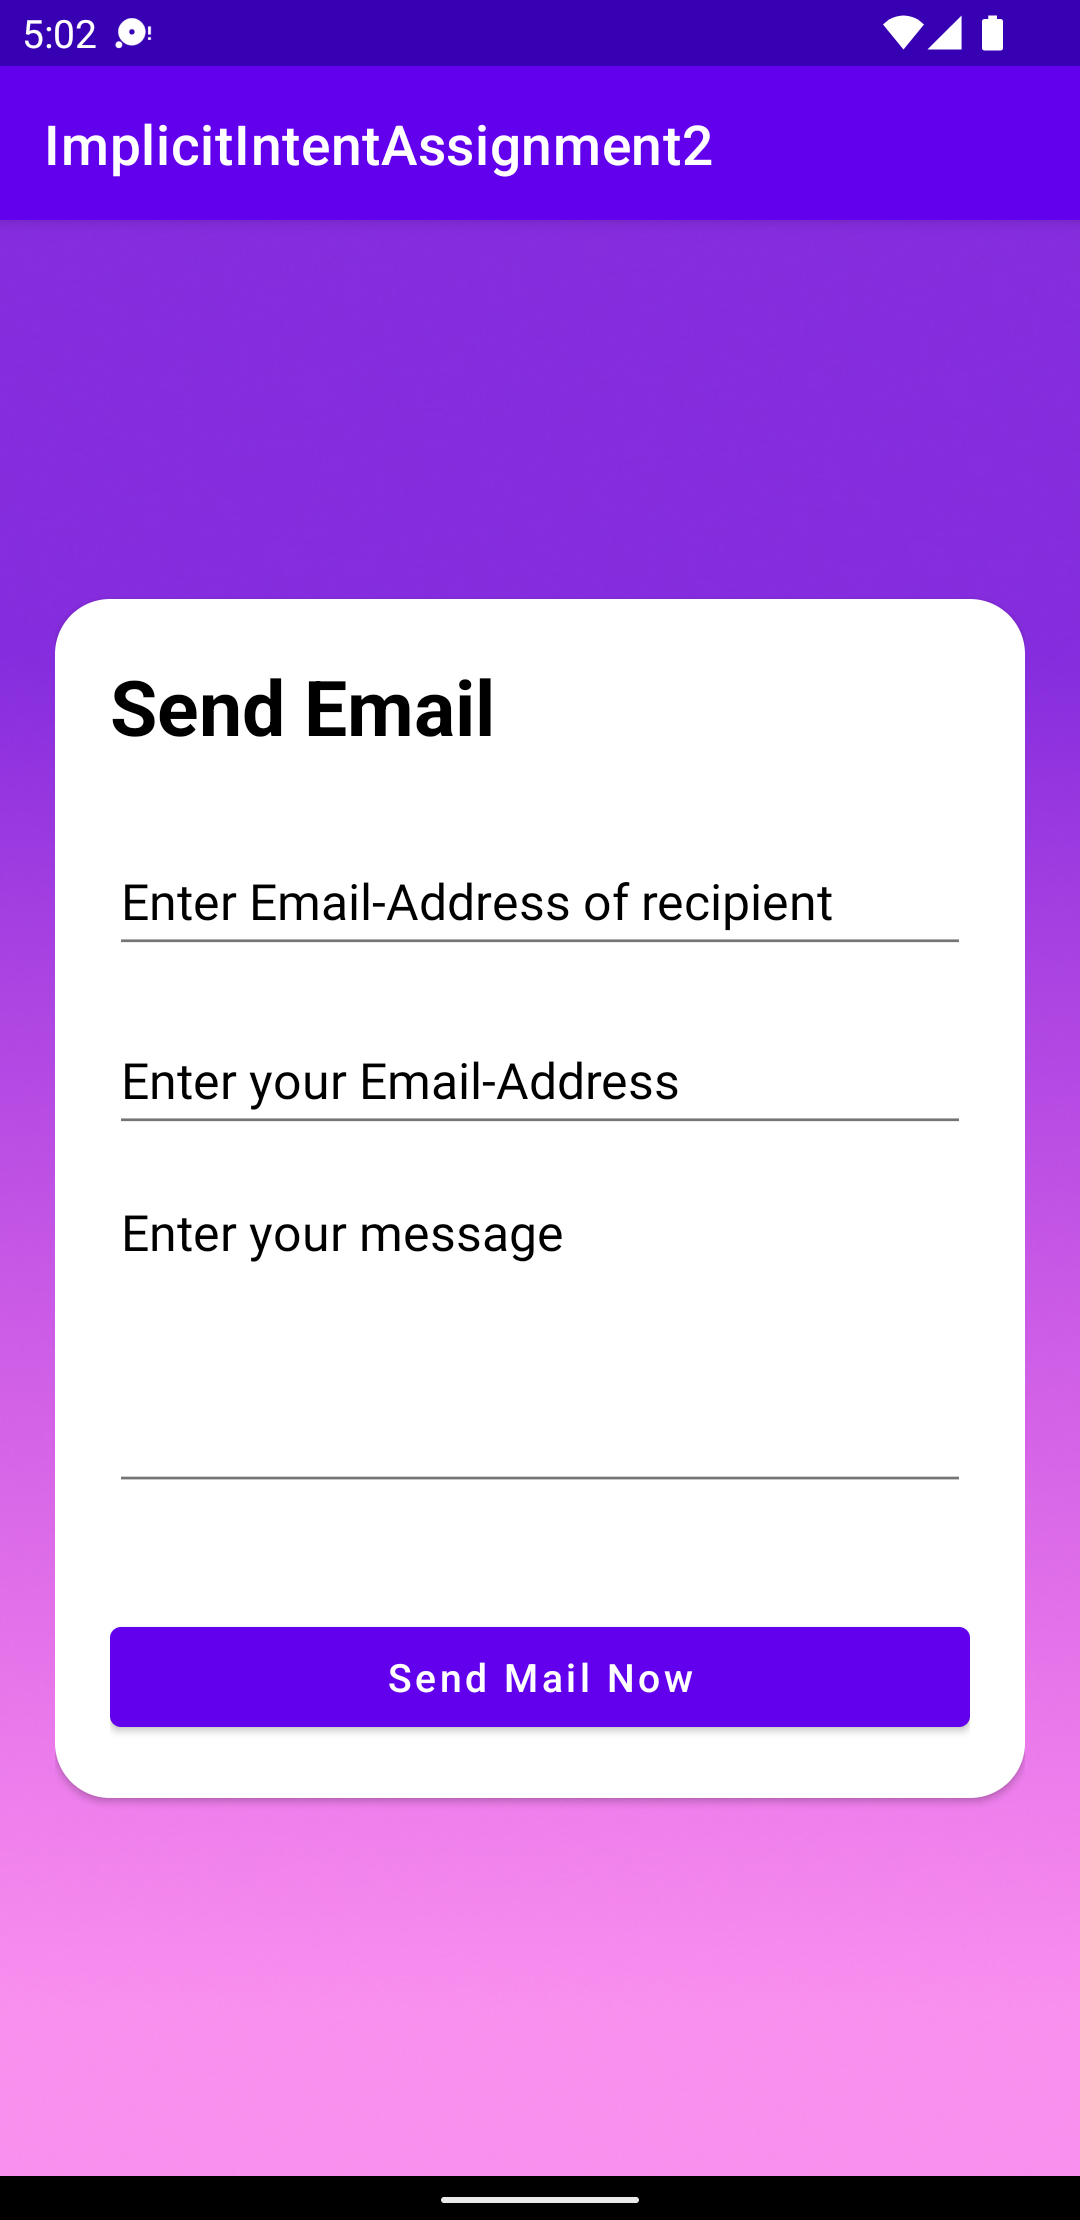 5:02
ImplicitIntentAssignment2
Send Email
Enter Email-Address of recipient
Enter your Email-Address
Enter your message
Send Mail Now